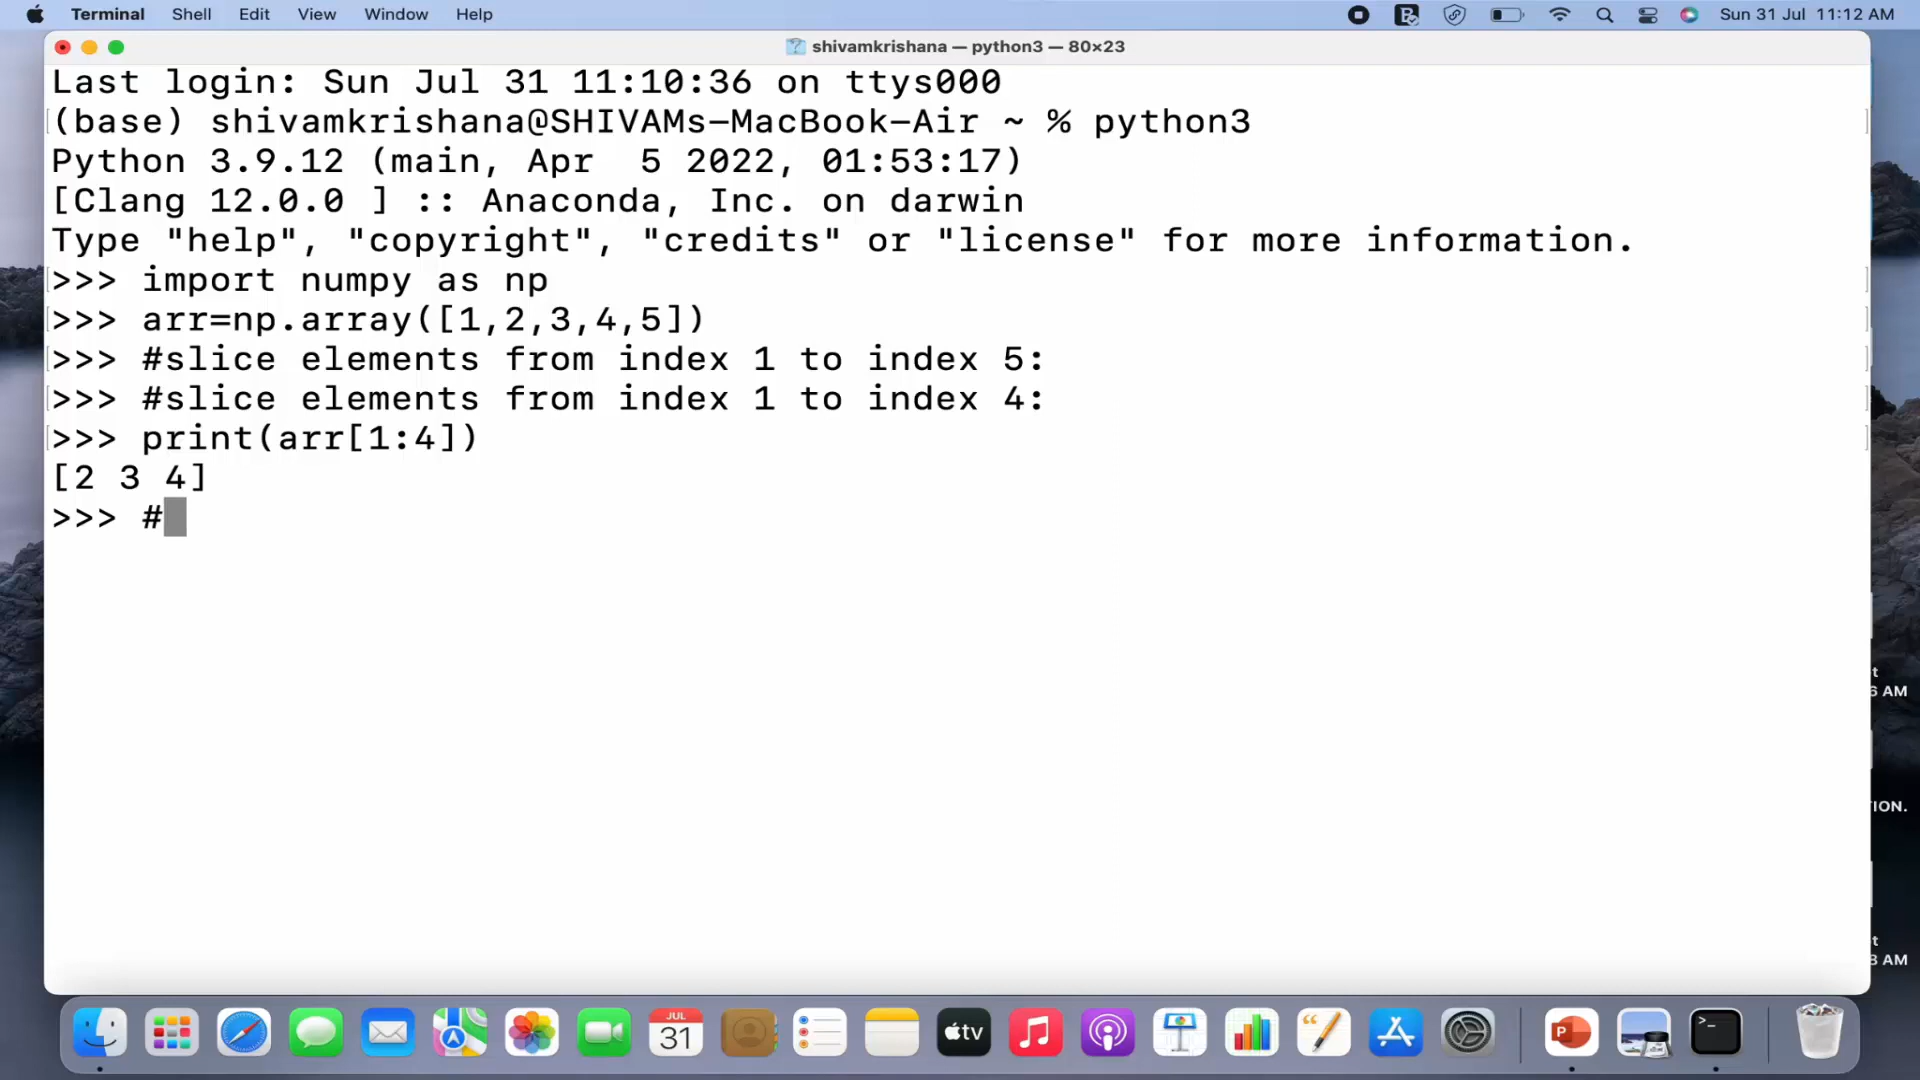 Terminal Shell Edit View Window Help Sun 31 Jul 11:12 AM
shivamkrishana — python3 — 80×23
Last login: Sun Jul 31 11:10:36 on ttys000
(base) shivamkrishana@SHIVAMs-MacBook-Air ~ % python3
Python 3.9.12 (main, Apr  5 2022, 01:53:17)
[Clang 12.0.0 ] :: Anaconda, Inc. on darwin
Type "help", "copyright", "credits" or "license" for more information.
>>> import numpy as np
>>> arr=np.array([1,2,3,4,5])
>>> #slice elements from index 1 to index 5:
>>> #slice elements from index 1 to index 4:
>>> print(arr[1:4])
[2 3 4]
>>> #
JUL
31
tv